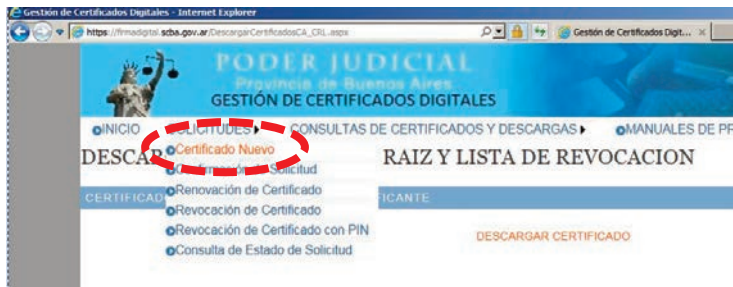 Gestión de Certificados Digitales - Internet Explorer
https://firmadigital.scba.gov.ar/DescargarCertificadosCA_CRL.aspx
Gestión de Certificados Digit...
PODER JUDICIAL
Provincia de Buenos Aires
GESTIÓN DE CERTIFICADOS DIGITALES
INICIO SOLICITUDES CONSULTAS DE CERTIFICADOS Y DESCARGAS MANUALES DE PR
DESCAR RAIZ Y LISTA DE REVOCACION
Certificado Nuevo
Confirmación de Solicitud
CERTIFICAD FICANTE
Renovación de Certificado
Revocación de Certificado
Revocación de Certificado con PIN
Consulta de Estado de Solicitud
DESCARGAR CERTIFICADO